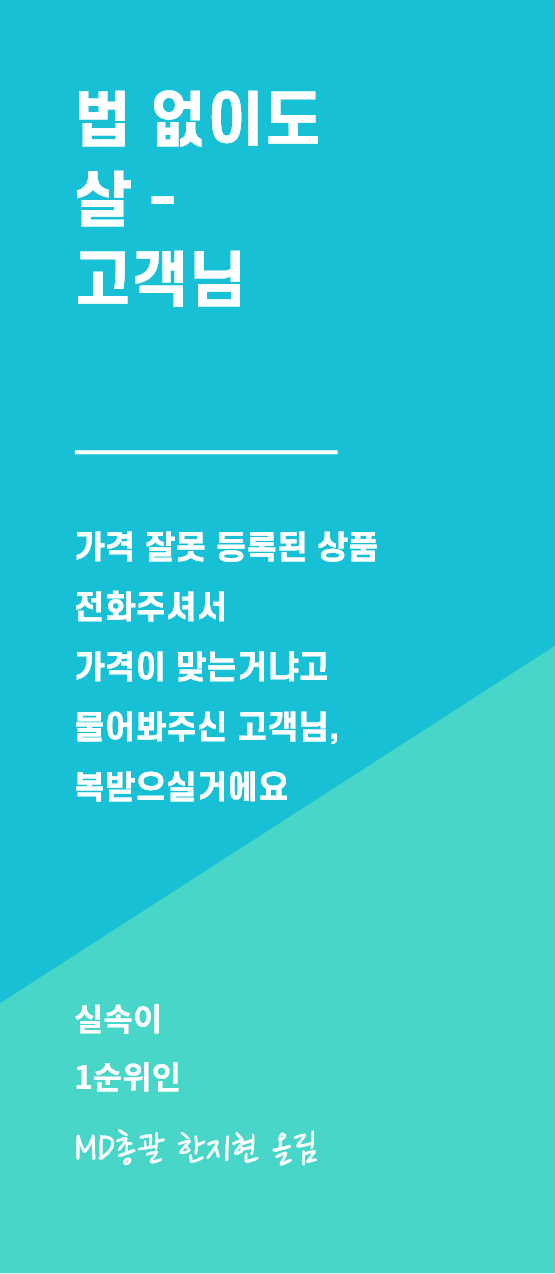 법 없이도
살 -
고객님
가격 잘못 등록된 상품
전화주셔서
가격이 맞는거냐고
물어봐주신 고객님,
복받으실거에요
실속이
1순위인
MD총괄 한지현 올림